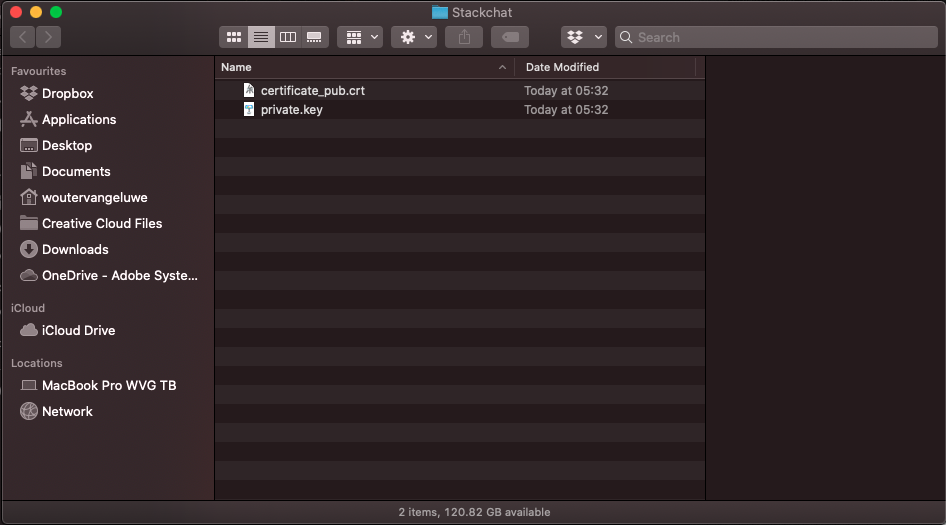 Stackchat
Search
Favourites
Dropbox
Applications
Desktop
Documents
woutervangeluwe
Creative Cloud Files
Downloads
OneDrive - Adobe Syste...
iCloud
iCloud Drive
Locations
MacBook Pro WVG TB
Network
Name Date Modified
certificate_pub.crt Today at 05:32
private.key Today at 05:32
2 items, 120.82 GB available